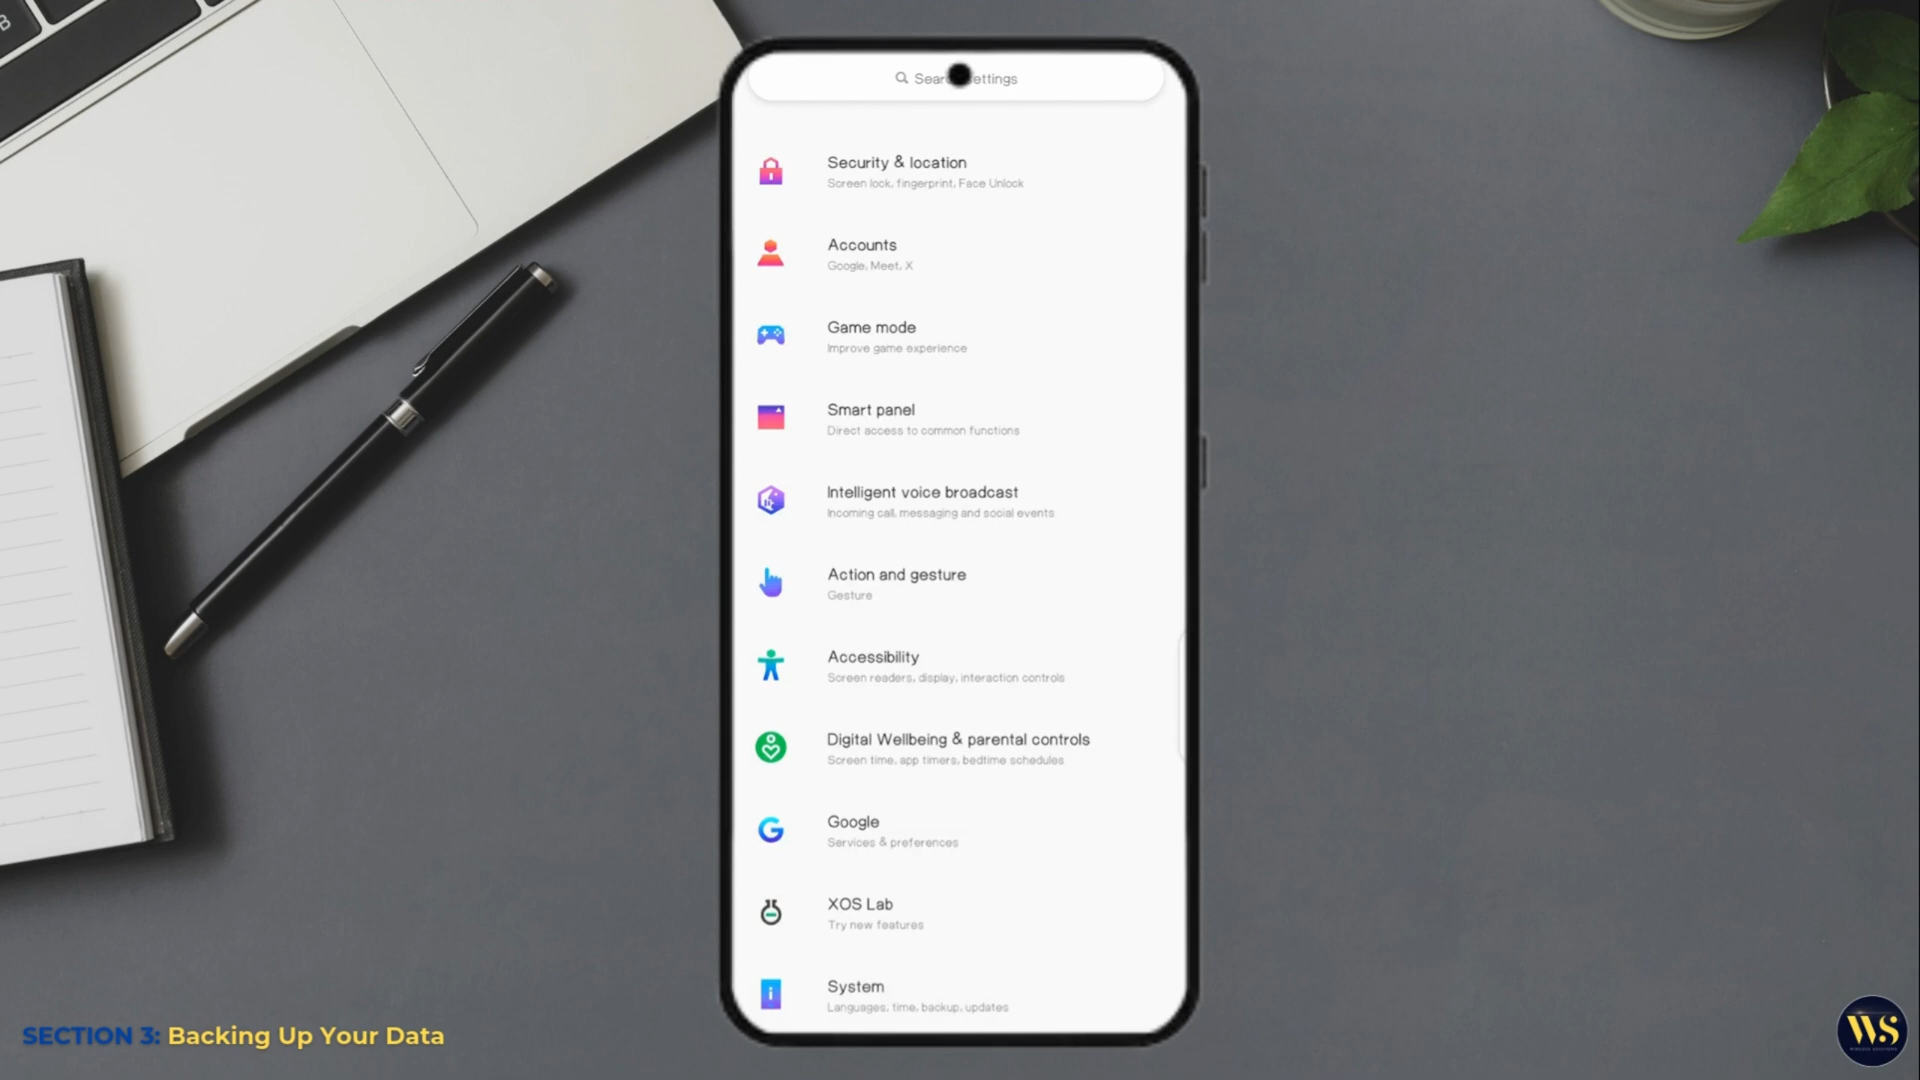 Sear ettings
Security & location
Screen lock, fingerprint, Face Unlock
Accounts
Google, Meet, X
Game mode
Improve game experience
Smart panel
Direct access to common functions
Intelligent voice broadcast
Incoming call, messaging and social events
Action and gesture
Gesture
Accessibility
Screen readers, display, interaction controls
Digital Wellbeing & parental controls
Screen time, app timers, bedtime schedules
Google
Services & preferences
XOS Lab
Try new features
System
Languages, time, backup, updates
SECTION 3: Backing Up Your Data
WS
B